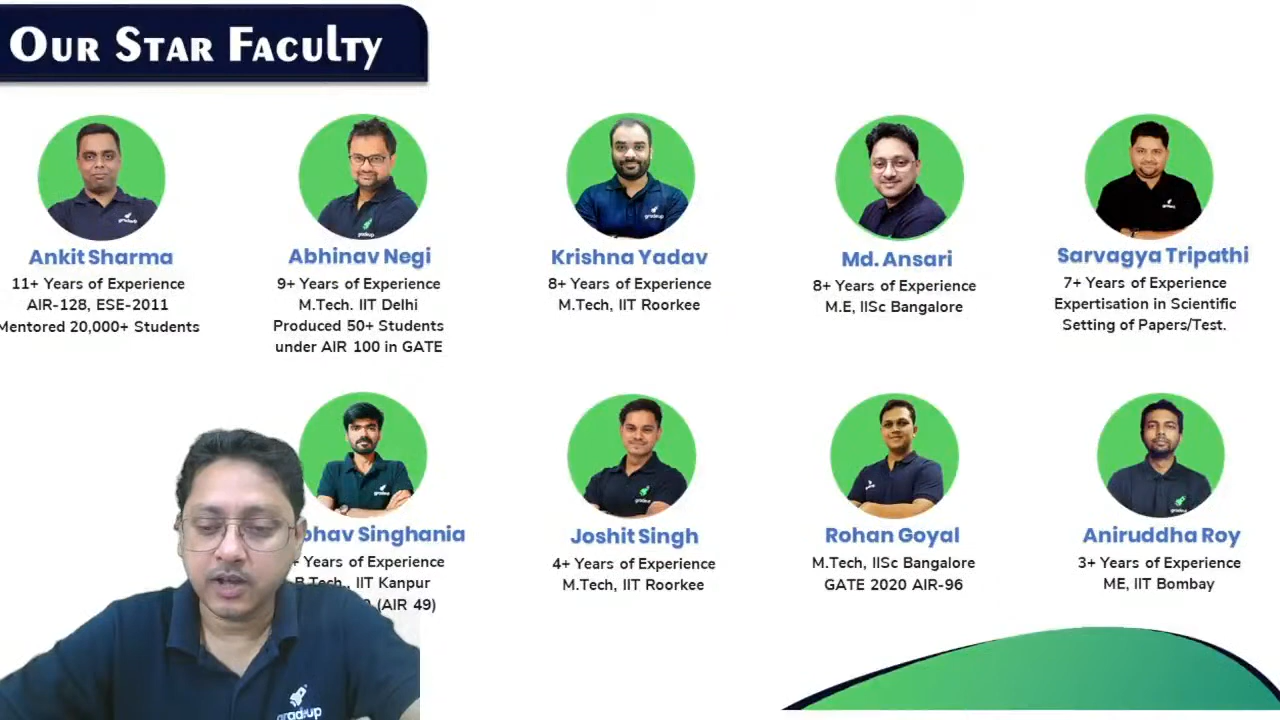 Our Star Faculty
Ankit Sharma
11+ Years of Experience
AIR-128, ESE-2011
Mentored 20,000+ Students
Abhinav Negi
9+ Years of Experience
M.Tech. IIT Delhi
Produced 50+ Students
under AIR 100 in GATE
Krishna Yadav
8+ Years of Experience
M.Tech, IIT Roorkee
Md. Ansari
8+ Years of Experience
M.E, IISc Bangalore
Sarvagya Tripathi
7+ Years of Experience
Expertisation in Scientific
Setting of Papers/Test.
Singhania
+ Years of Experience
B.Tech., IIT Kanpur
(AIR 49)
Joshit Singh
4+ Years of Experience
M.Tech, IIT Roorkee
Rohan Goyal
M.Tech, IISc Bangalore
GATE 2020 AIR-96
Aniruddha Roy
3+ Years of Experience
ME, IIT Bombay
gradeup